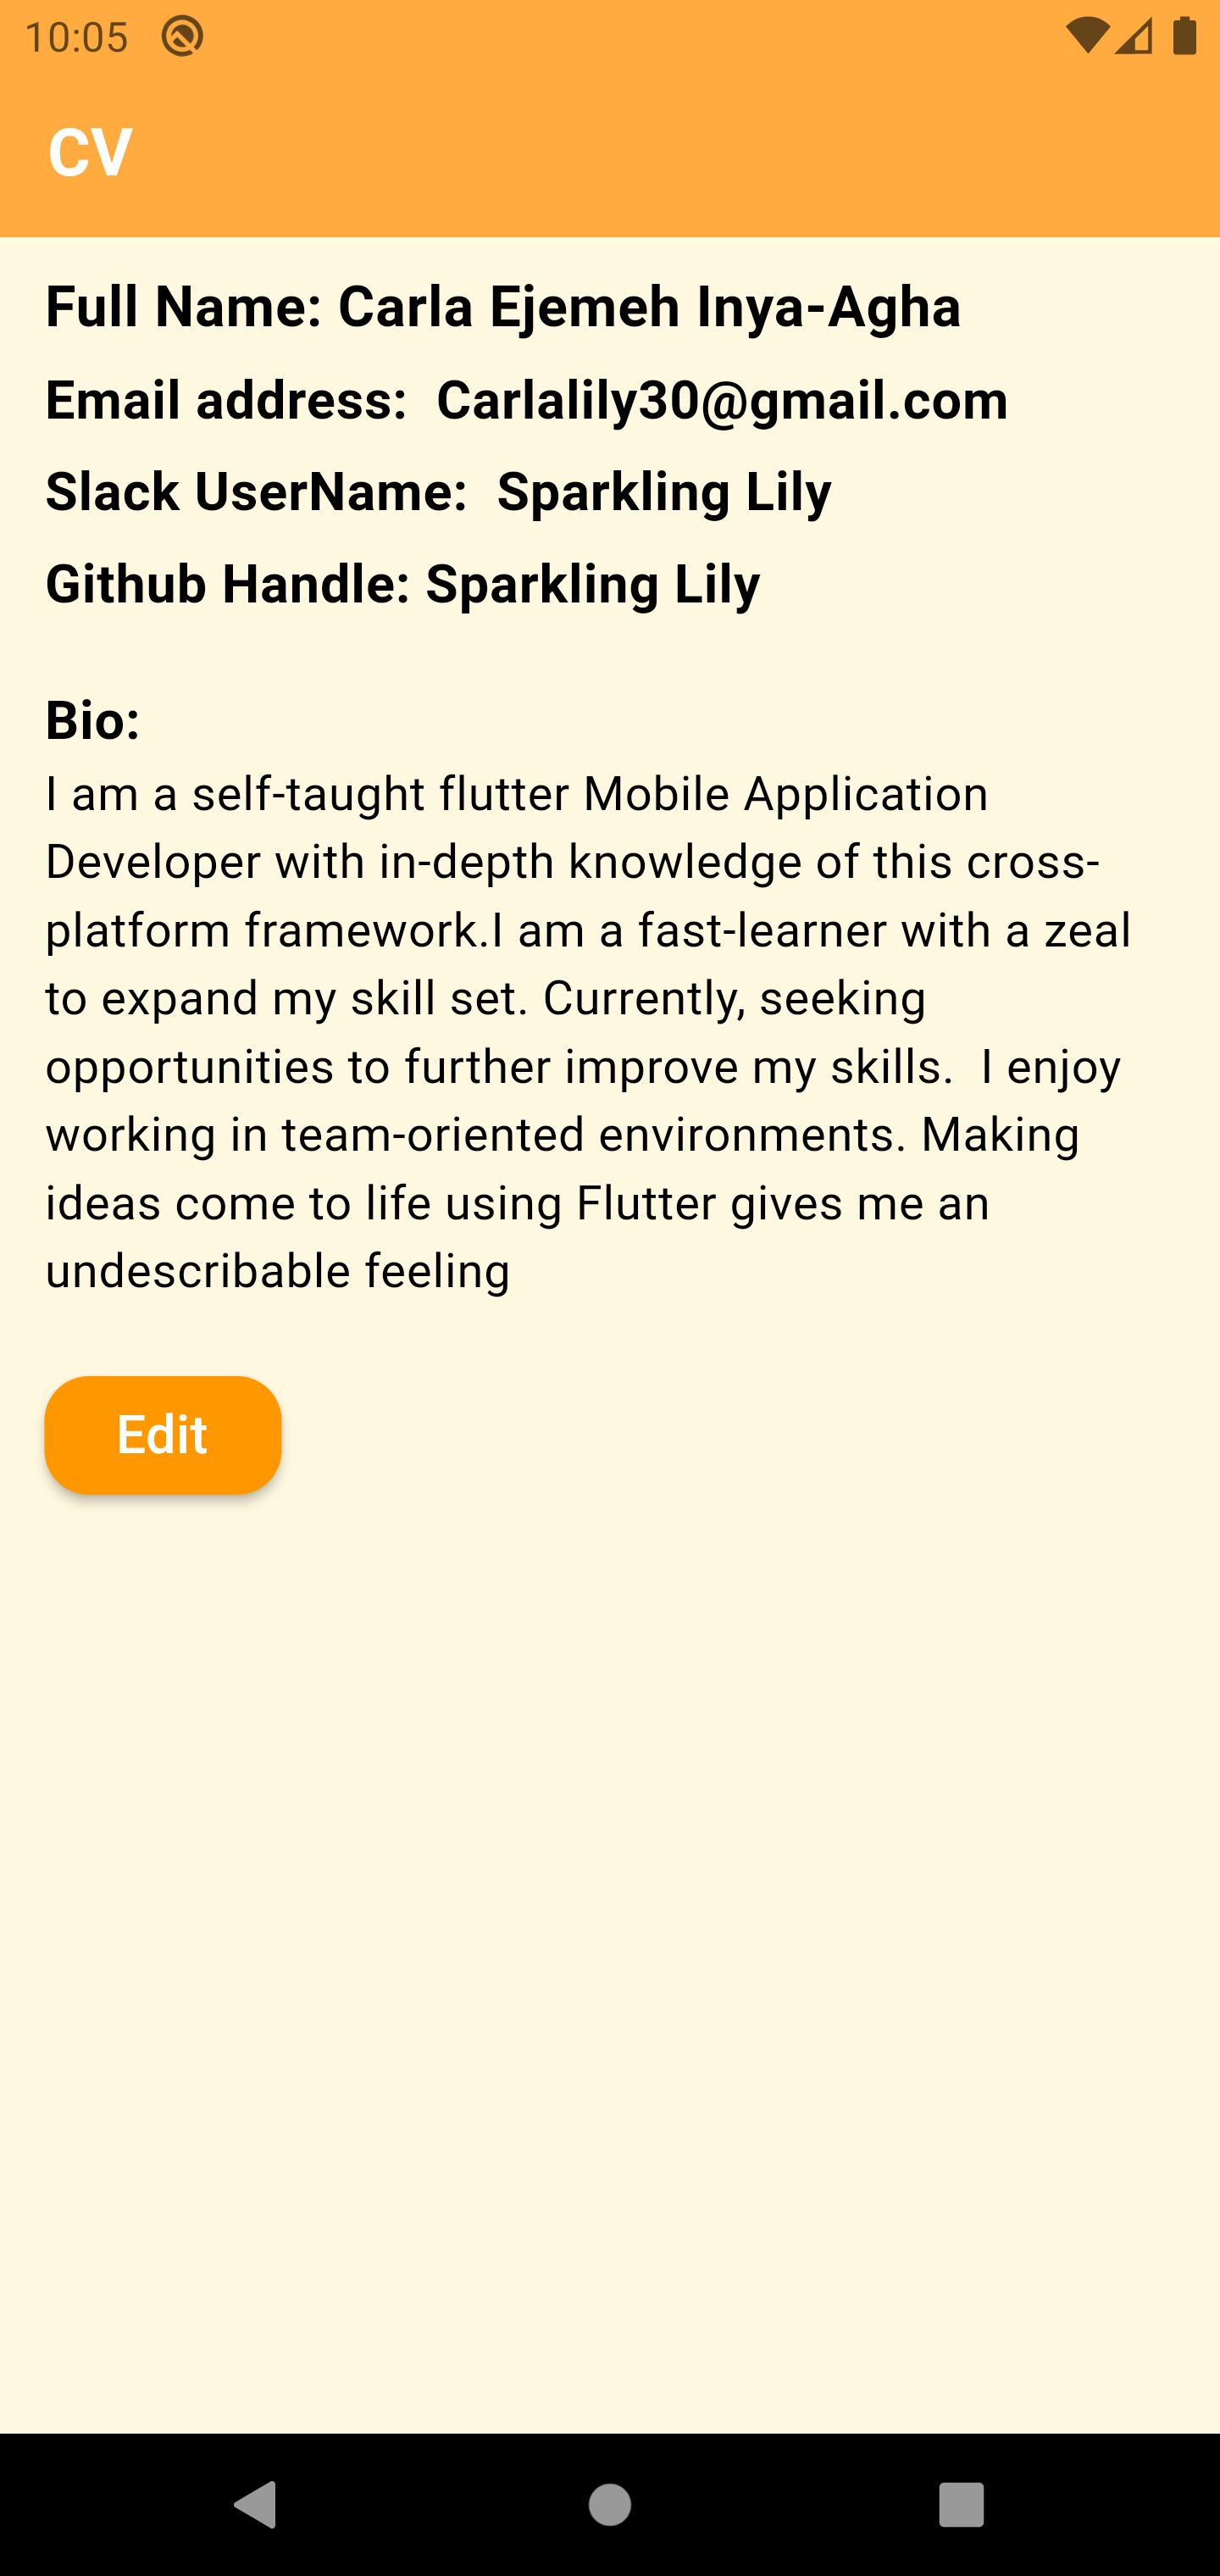 10:05
CV
Full Name: Carla Ejemeh Inya-Agha
Email address:  Carlalily30@gmail.com
Slack UserName:  Sparkling Lily
Github Handle: Sparkling Lily
Bio:
I am a self-taught flutter Mobile Application
Developer with in-depth knowledge of this cross-
platform framework.I am a fast-learner with a zeal
to expand my skill set. Currently, seeking
opportunities to further improve my skills.  I enjoy
working in team-oriented environments. Making
ideas come to life using Flutter gives me an
undescribable feeling
Edit